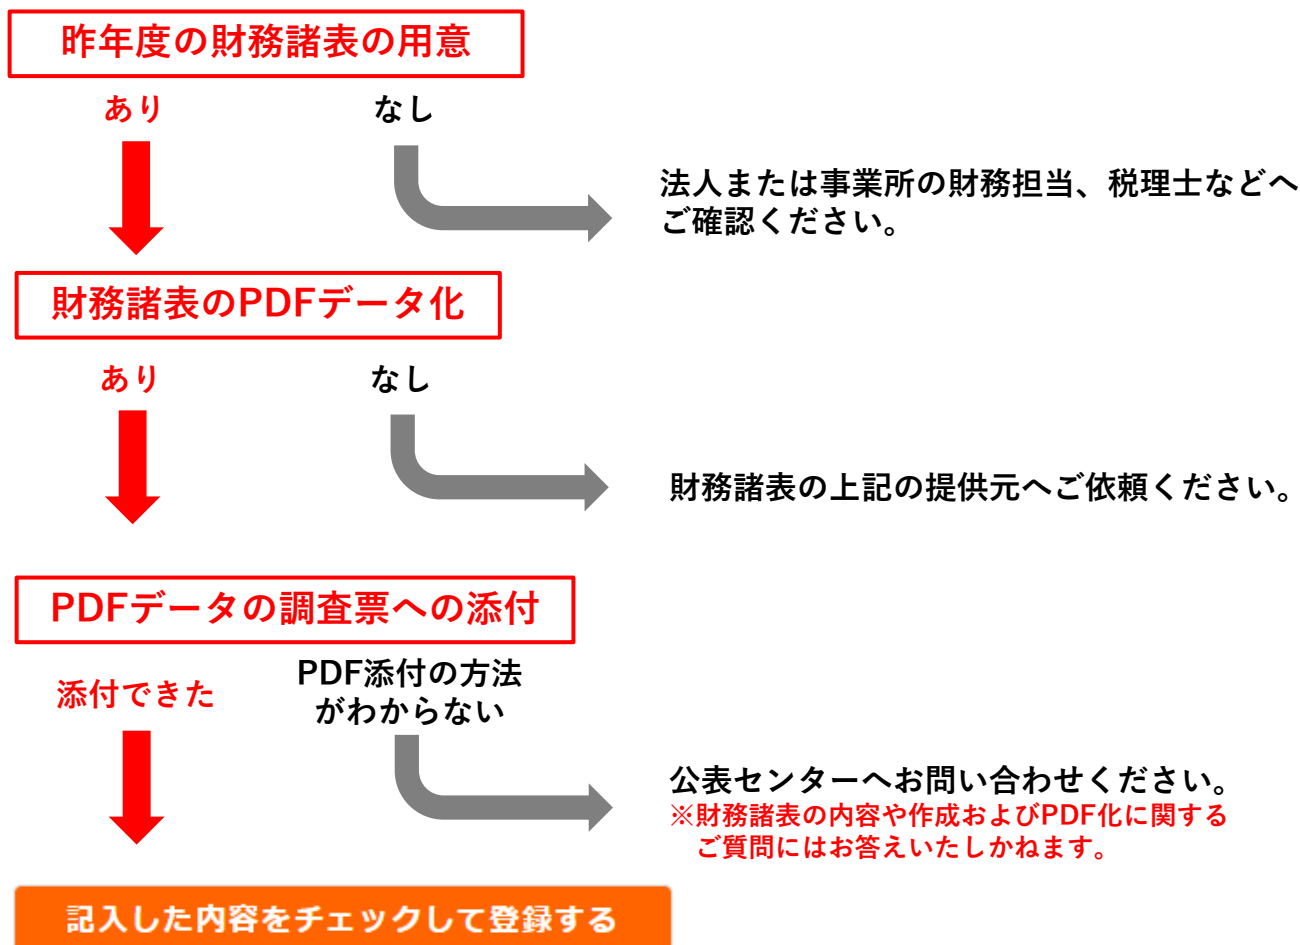 昨年度の財務諸表の用意
あり
なし
法人または事業所の財務担当、税理士などへ
ご確認ください。
財務諸表のPDFデータ化
あり
なし
財務諸表の上記の提供元へご依頼ください。
PDFデータの調査票への添付
添付できた
PDF添付の方法
がわからない
公表センターへお問い合わせください。
※財務諸表の内容や作成およびPDF化に関する
ご質問にはお答えいたしかねます。
記入した内容をチェックして登録する